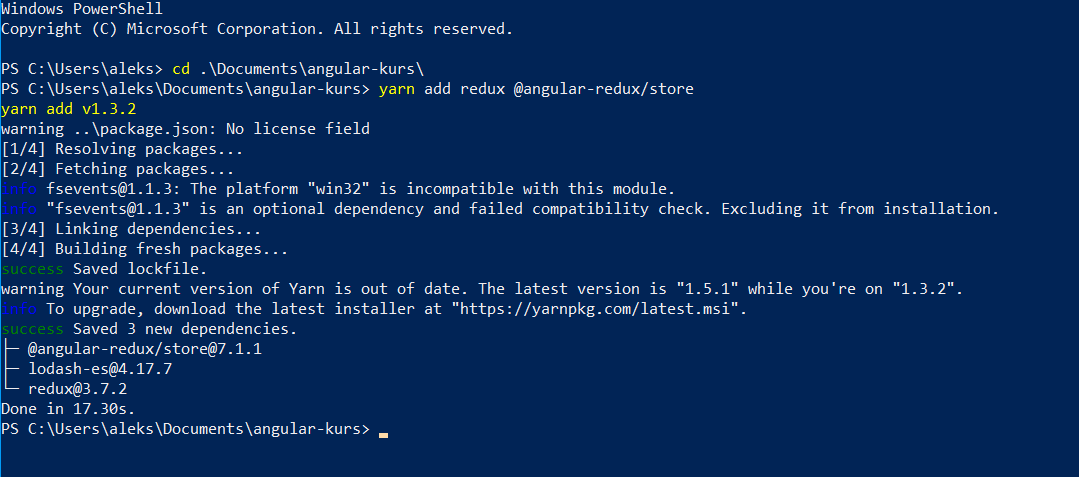 Windows PowerShell
Copyright (C) Microsoft Corporation. All rights reserved.
PS C:\Users\aleks> cd .\Documents\angular-kurs\
PS C:\Users\aleks\Documents\angular-kurs> yarn add redux @angular-redux/store
yarn add v1.3.2
warning ..\package.json: No license field
[1/4] Resolving packages...
[2/4] Fetching packages...
info fsevents@1.1.3: The platform "win32" is incompatible with this module.
info "fsevents@1.1.3" is an optional dependency and failed compatibility check. Excluding it from installation.
[3/4] Linking dependencies...
[4/4] Building fresh packages...
success Saved lockfile.
warning Your current version of Yarn is out of date. The latest version is "1.5.1" while you're on "1.3.2".
info To upgrade, download the latest installer at "https://yarnpkg.com/latest.msi".
success Saved 3 new dependencies.
├─ @angular-redux/store@7.1.1
├─ lodash-es@4.17.7
└─ redux@3.7.2
Done in 17.30s.
PS C:\Users\aleks\Documents\angular-kurs>